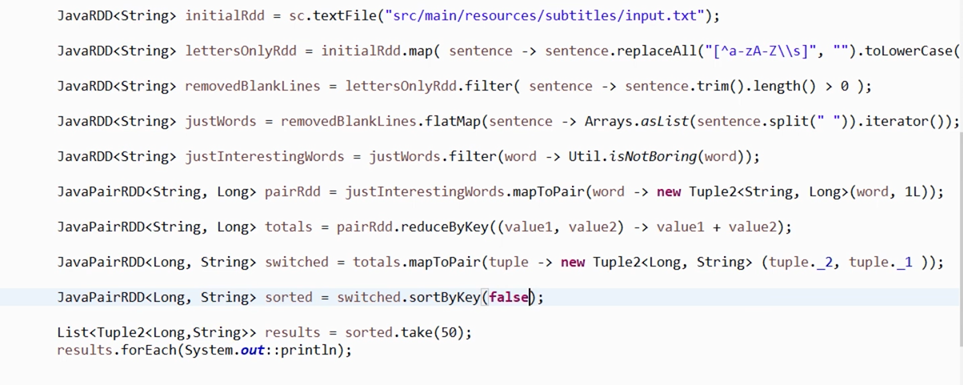 JavaRDD<String> initialRdd = sc.textFile("src/main/resources/subtitles/input.txt");
JavaRDD<String> lettersOnlyRdd = initialRdd.map( sentence -> sentence.replaceAll("[^a-zA-Z\\s]", "").toLowerCase(
JavaRDD<String> removedBlankLines = lettersOnlyRdd.filter( sentence -> sentence.trim().length() > 0 );
JavaRDD<String> justWords = removedBlankLines.flatMap(sentence -> Arrays.asList(sentence.split(" ")).iterator());
JavaRDD<String> justInterestingWords = justWords.filter(word -> Util.isNotBoring(word));
JavaPairRDD<String, Long> pairRdd = justInterestingWords.mapToPair(word -> new Tuple2<String, Long>(word, 1L));
JavaPairRDD<String, Long> totals = pairRdd.reduceByKey((value1, value2) -> value1 + value2);
JavaPairRDD<Long, String> switched = totals.mapToPair(tuple -> new Tuple2<Long, String> (tuple._2, tuple._1 ));
JavaPairRDD<Long, String> sorted = switched.sortByKey(false);
List<Tuple2<Long,String>> results = sorted.take(50);
results.forEach(System.out::println);